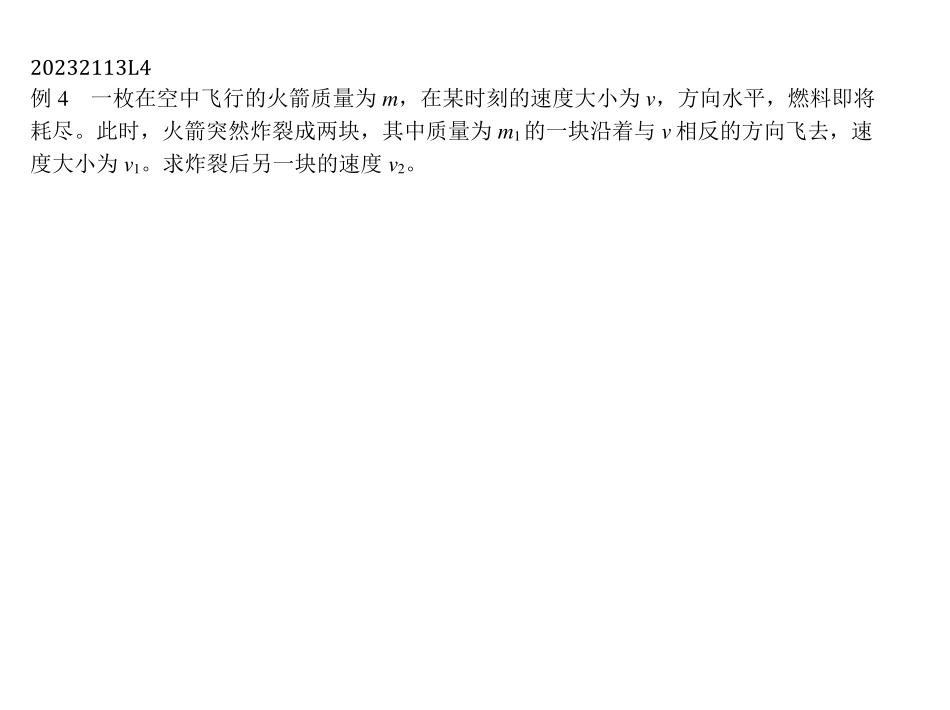 20232113L4
例 4　一枚在空中飞行的火箭质量为 m，在某时刻的速度大小为 v，方向水平，燃料即将
耗尽。此时，火箭突然炸裂成两块，其中质量为 m₁ 的一块沿着与 v 相反的方向飞去，速
度大小为 v₁。求炸裂后另一块的速度 v₂。